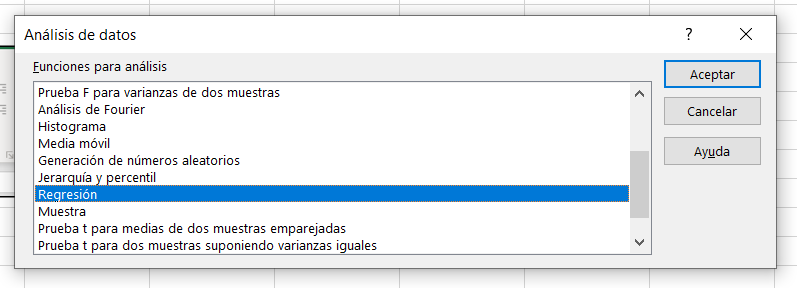 Análisis de datos
?
Funciones para análisis
Prueba F para varianzas de dos muestras
Análisis de Fourier
Histograma
Media móvil
Generación de números aleatorios
Jerarquía y percentil
Regresión
Muestra
Prueba t para medias de dos muestras emparejadas
Prueba t para dos muestras suponiendo varianzas iguales
Aceptar
Cancelar
Ayuda